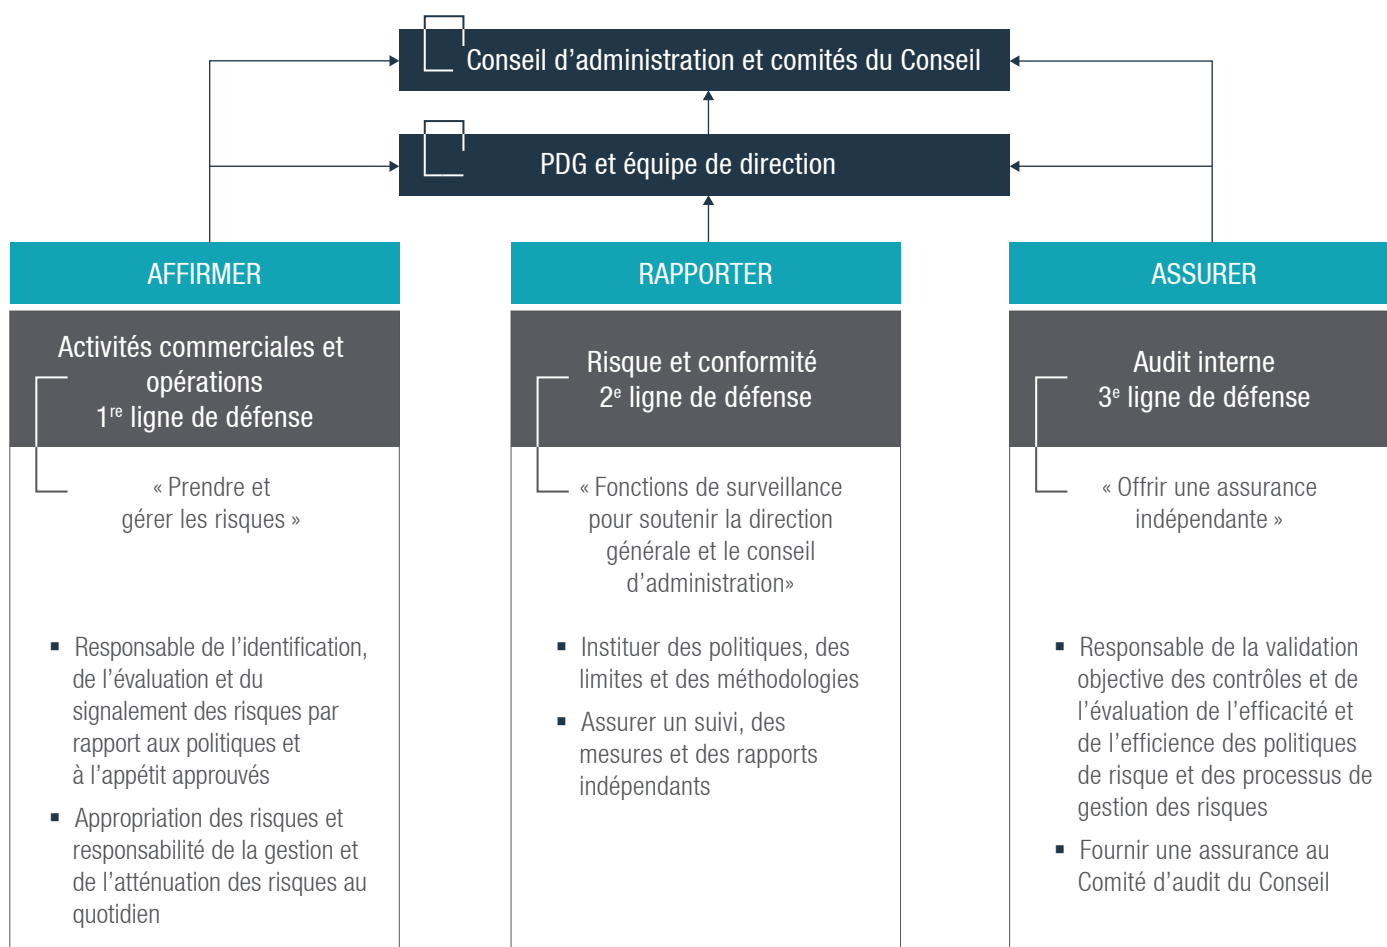 Conseil d’administration et comités du Conseil
PDG et équipe de direction
AFFIRMER
Activités commerciales et
opérations
1re ligne de défense
« Prendre et
gérer les risques »
▪ Responsable de l’identification,
de l’évaluation et du
signalement des risques par
rapport aux politiques et
à l’appétit approuvés
▪ Appropriation des risques et
responsabilité de la gestion et
de l’atténuation des risques au
quotidien
RAPPORTER
Risque et conformité
2e ligne de défense
« Fonctions de surveillance
pour soutenir la direction
générale et le conseil
d’administration»
▪ Instituer des politiques, des
limites et des méthodologies
▪ Assurer un suivi, des
mesures et des rapports
indépendants
ASSURER
Audit interne
3e ligne de défense
« Offrir une assurance
indépendante »
▪ Responsable de la validation
objective des contrôles et de
l’évaluation de l’efficacité et
de l’efficience des politiques
de risque et des processus de
gestion des risques
▪ Fournir une assurance au
Comité d’audit du Conseil